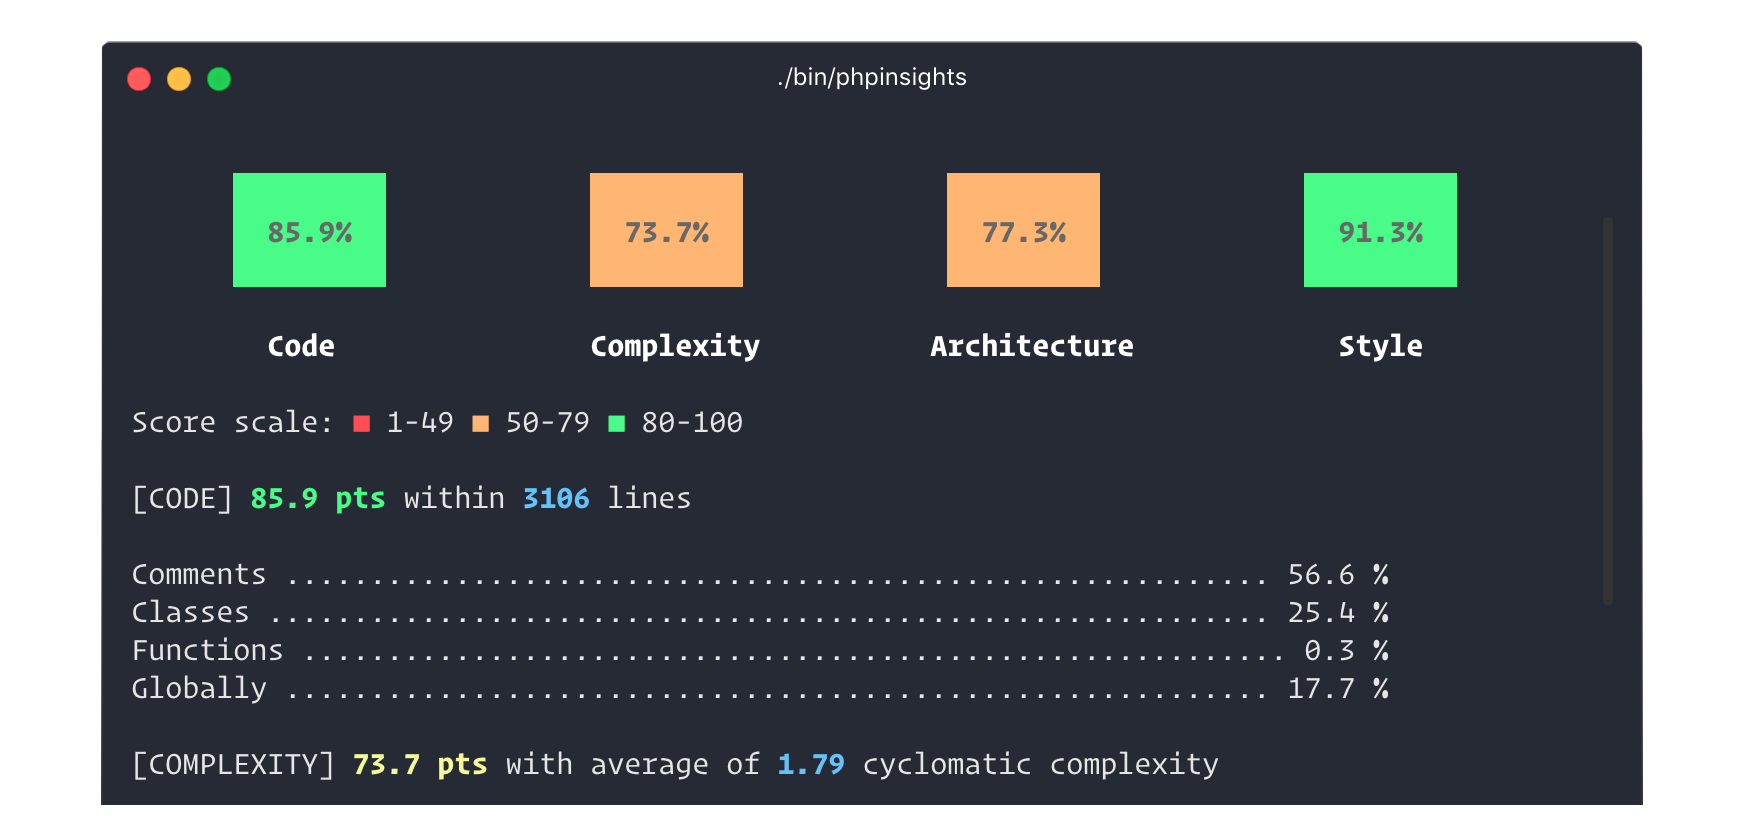 ./bin/phpinsights
85.9% 73.7% 77.3% 91.3%
Code Complexity Architecture Style
Score scale: ■ 1-49 ■ 50-79 ■ 80-100
[CODE] 85.9 pts within 3106 lines
Comments .......................................................... 56.6 %
Classes ........................................................... 25.4 %
Functions .......................................................... 0.3 %
Globally .......................................................... 17.7 %
[COMPLEXITY] 73.7 pts with average of 1.79 cyclomatic complexity